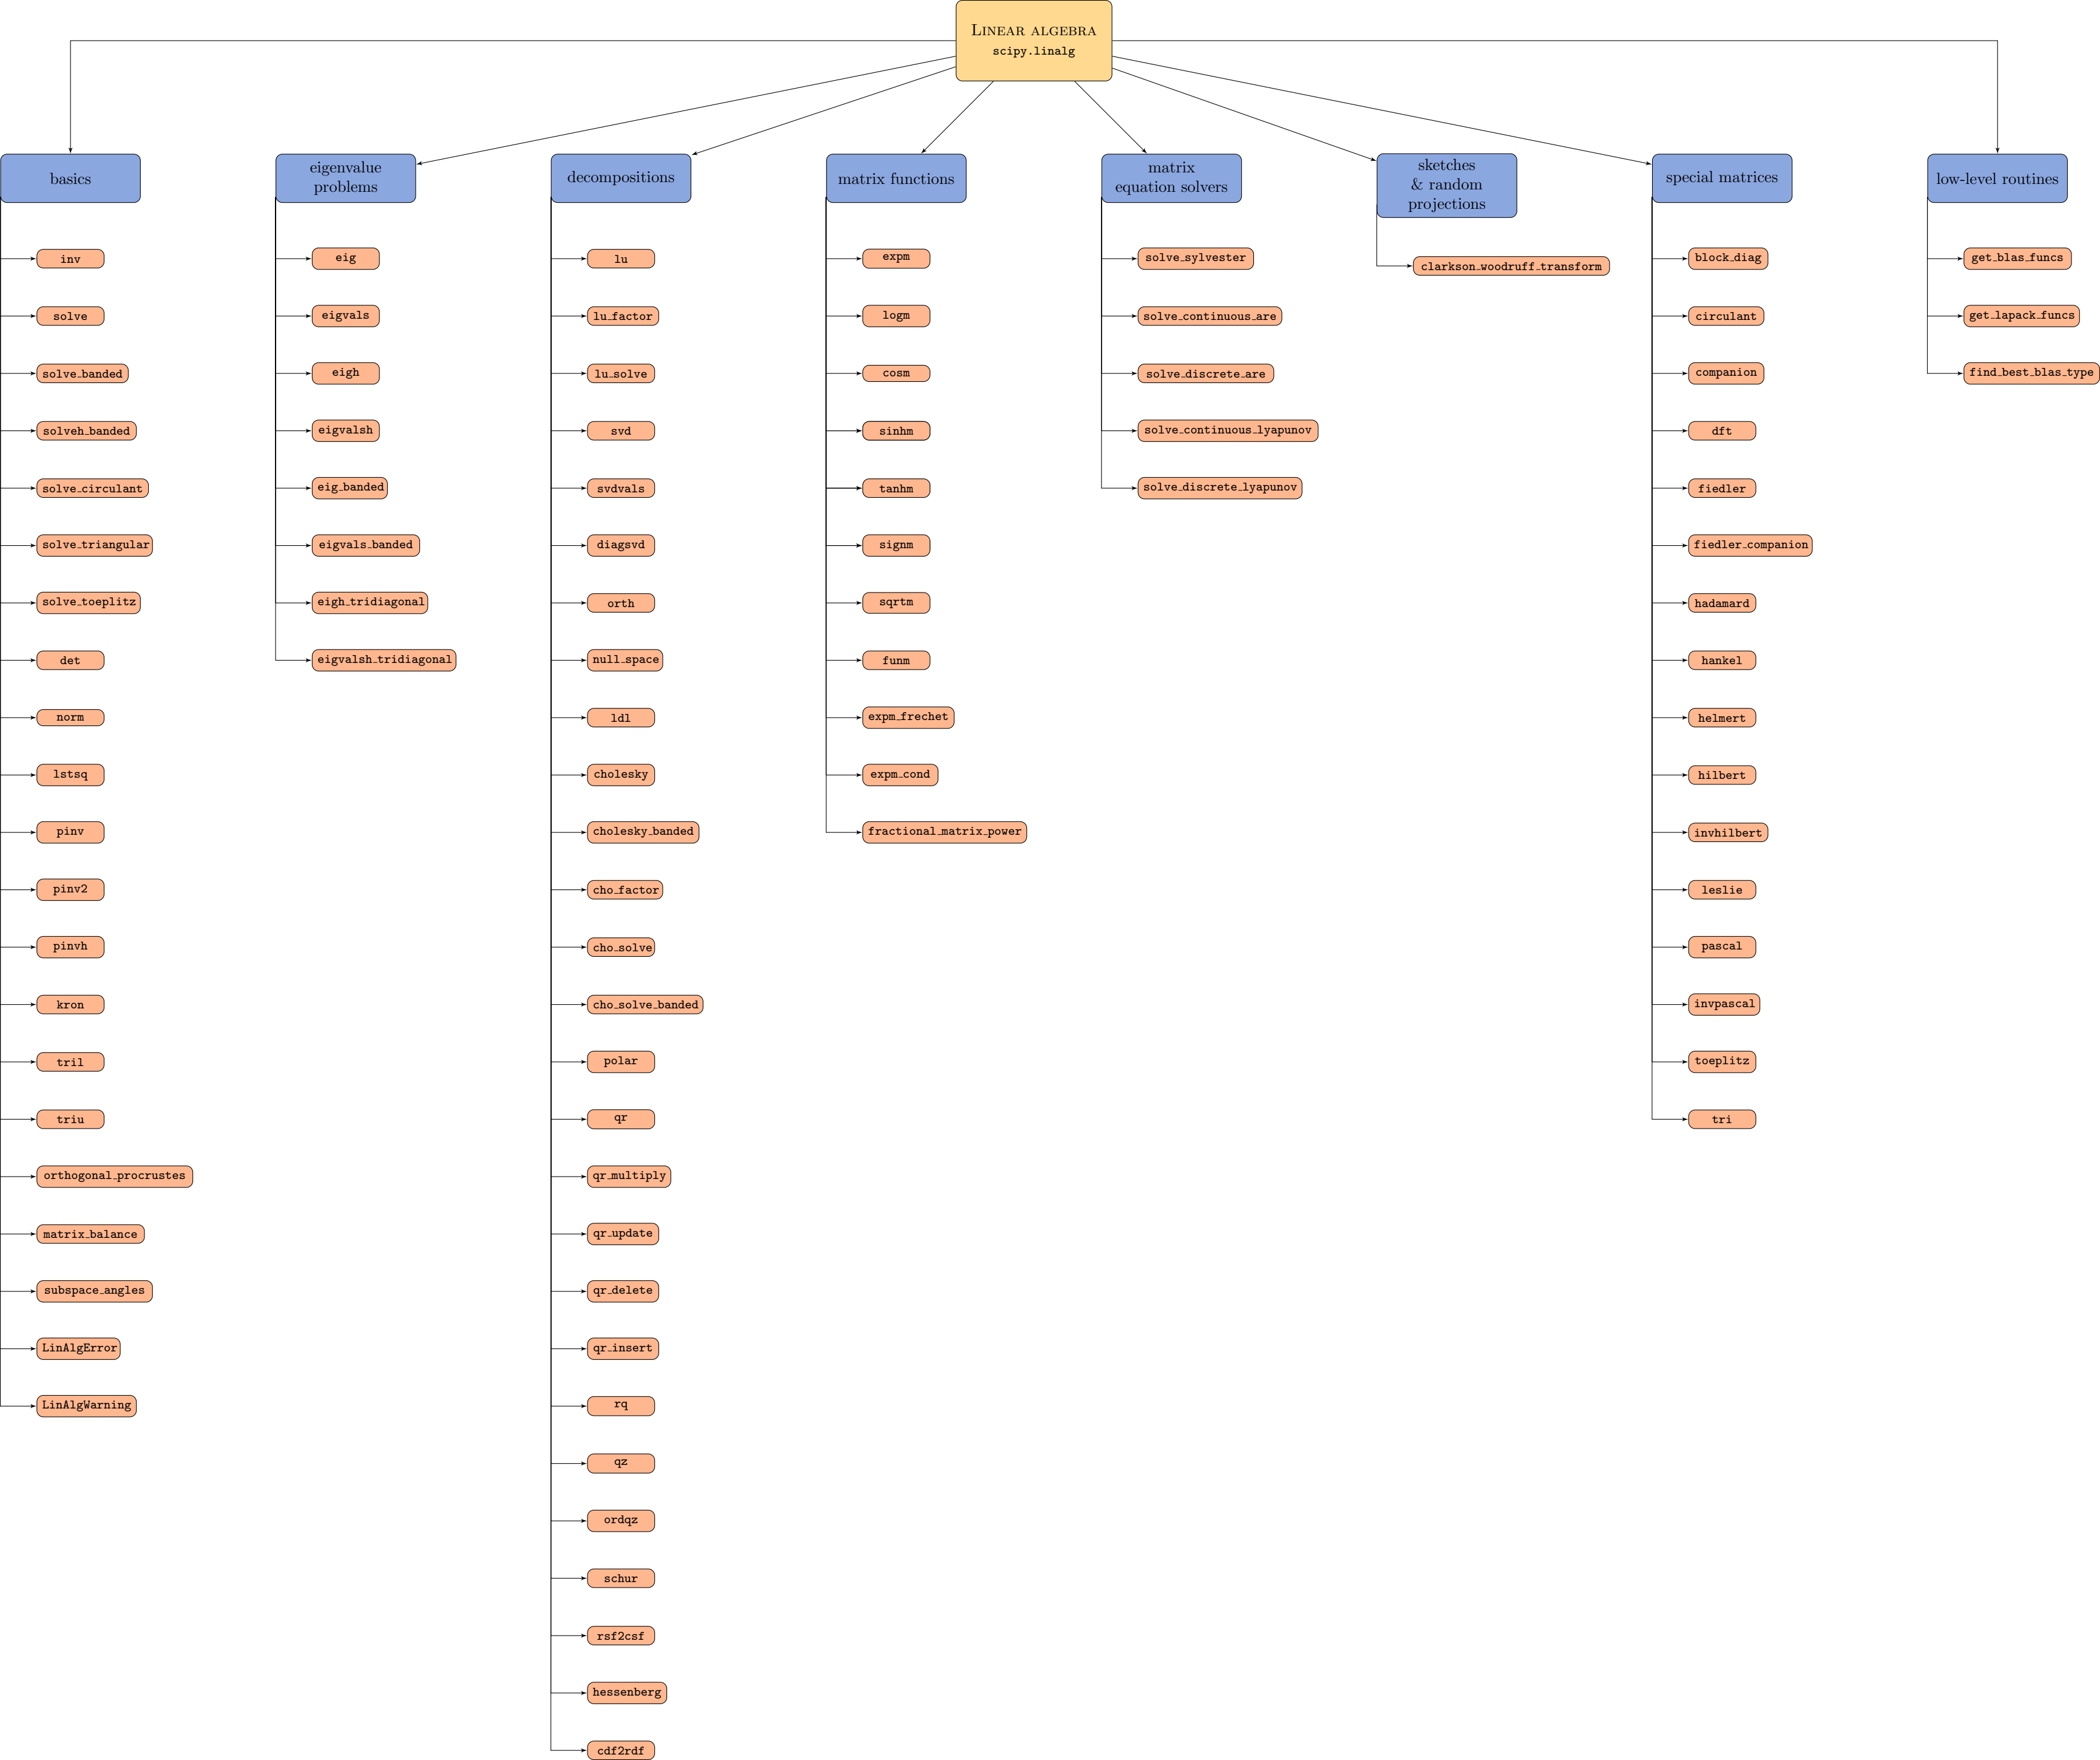 LINEAR ALGEBRA
scipy.linalg
basics
inv
solve
solve_banded
solveh_banded
solve_circulant
solve_triangular
solve_toeplitz
det
norm
lstsq
pinv
pinv2
pinvh
kron
tril
triu
orthogonal_procrustes
matrix_balance
subspace_angles
LinAlgError
LinAlgWarning
eigenvalue
problems
eig
eigvals
eigh
eigvalsh
eig_banded
eigvals_banded
eigh_tridiagonal
eigvalsh_tridiagonal
decompositions
lu
lu_factor
lu_solve
svd
svdvals
diagsvd
orth
null_space
ldl
cholesky
cholesky_banded
cho_factor
cho_solve
cho_solve_banded
polar
qr
qr_multiply
qr_update
qr_delete
qr_insert
rq
qz
ordqz
schur
rsf2csf
hessenberg
cdf2rdf
matrix functions
expm
logm
cosm
sinhm
tanhm
signm
sqrtm
funm
expm_frechet
expm_cond
fractional_matrix_power
matrix
equation solvers
solve_sylvester
solve_continuous_are
solve_discrete_are
solve_continuous_lyapunov
solve_discrete_lyapunov
sketches
& random
projections
clarkson_woodruff_transform
special matrices
block_diag
circulant
companion
dft
fiedler
fiedler_companion
hadamard
hankel
helmert
hilbert
invhilbert
leslie
pascal
invpascal
toeplitz
tri
low-level routines
get_blas_funcs
get_lapack_funcs
find_best_blas_type